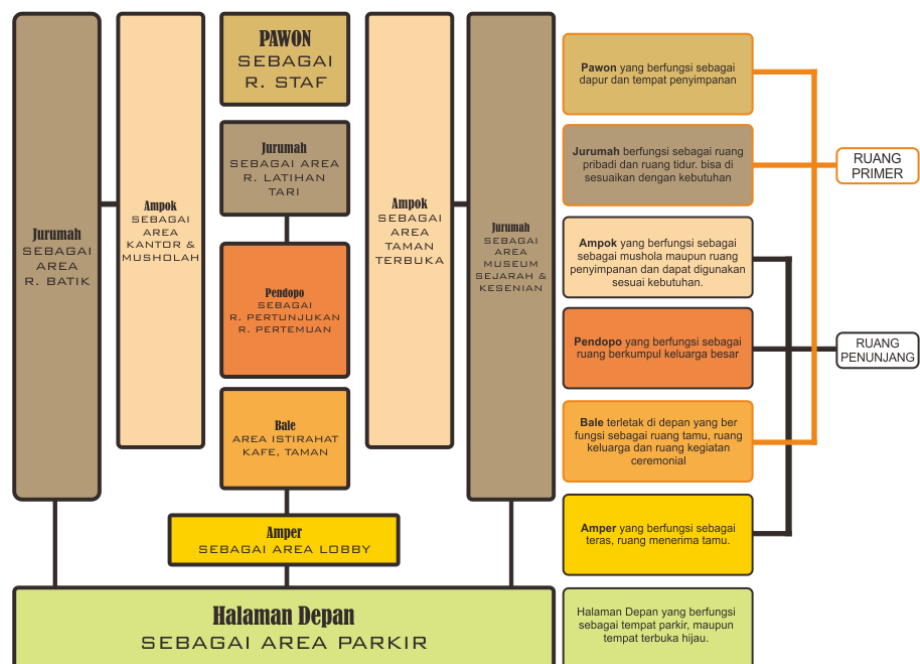 PAWON
SEBAGAI
R. STAF
Jurumah
SEBAGAI AREA
R. LATIHAN
TARI
Jurumah
SEBAGAI
AREA
R. BATIK
Ampok
SEBAGAI
AREA
KANTOR &
MUSHOLAH
Ampok
SEBAGAI
AREA
TAMAN
TERBUKA
Jurumah
SEBAGAI
AREA
MUSEUM
SEJARAH &
KESENIAN
Pendopo
SEBAGAI
R. PERTUNJUKAN
R. PERTEMUAN
Bale
AREA ISTIRAHAT
KAFE, TAMAN
Amper
SEBAGAI AREA LOBBY
Halaman Depan
SEBAGAI AREA PARKIR
Pawon yang berfungsi sebagai
dapur dan tempat penyimpanan
Jurumah berfungsi sebagai ruang
pribadi dan ruang tidur. bisa di
sesuaikan dengan kebutuhan
Ampok yang berfungsi sebagai
sebagai mushola maupun ruang
penyimpanan dan dapat digunakan
sesuai kebutuhan.
Pendopo yang berfungsi sebagai
ruang berkumpul keluarga besar
Bale terletak di depan yang ber
fungsi sebagai ruang tamu, ruang
keluarga dan ruang kegiatan
ceremonial
Amper yang berfungsi sebagai
teras, ruang menerima tamu.
Halaman Depan yang berfungsi
sebagai tempat parkir, maupun
tempat terbuka hijau.
RUANG
PRIMER
RUANG
PENUNJANG